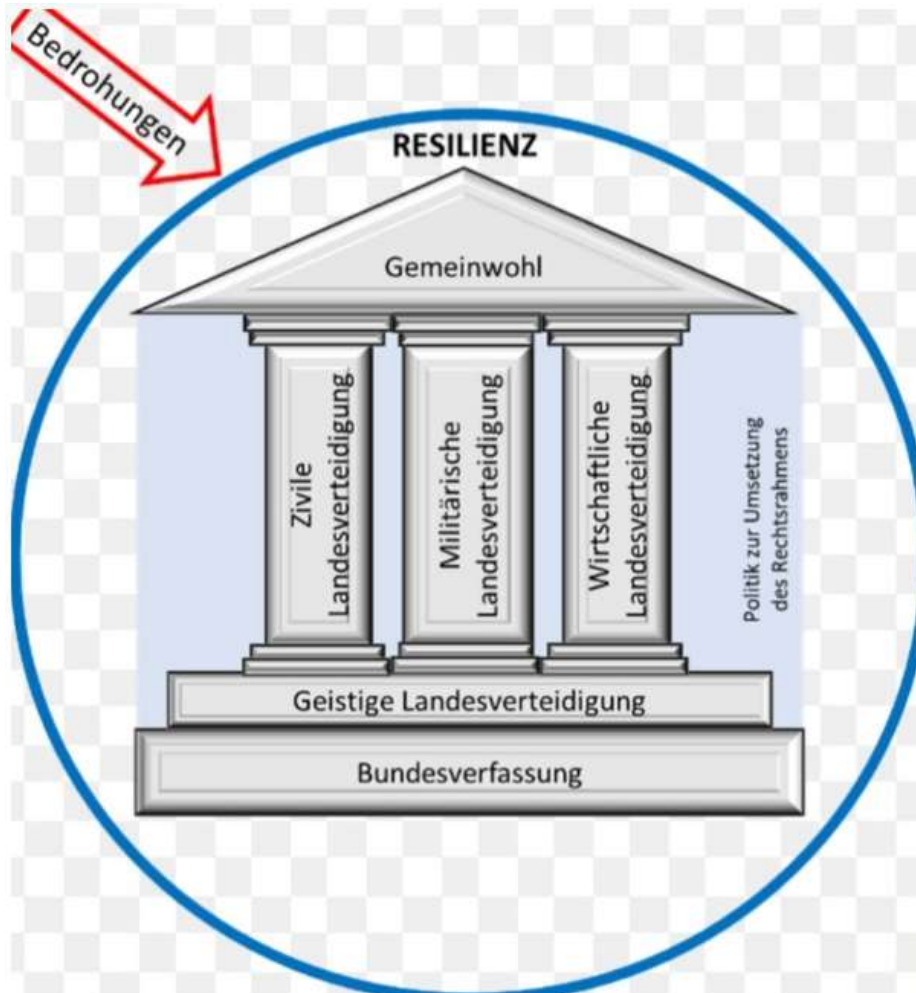 Bedrohungen
RESILIENZ
Gemeinwohl
Zivile
Landesverteidigung
Militärische
Landesverteidigung
Wirtschaftliche
Landesverteidigung
Politik zur Umsetzung
des Rechtsrahmens
Geistige Landesverteidigung
Bundesverfassung